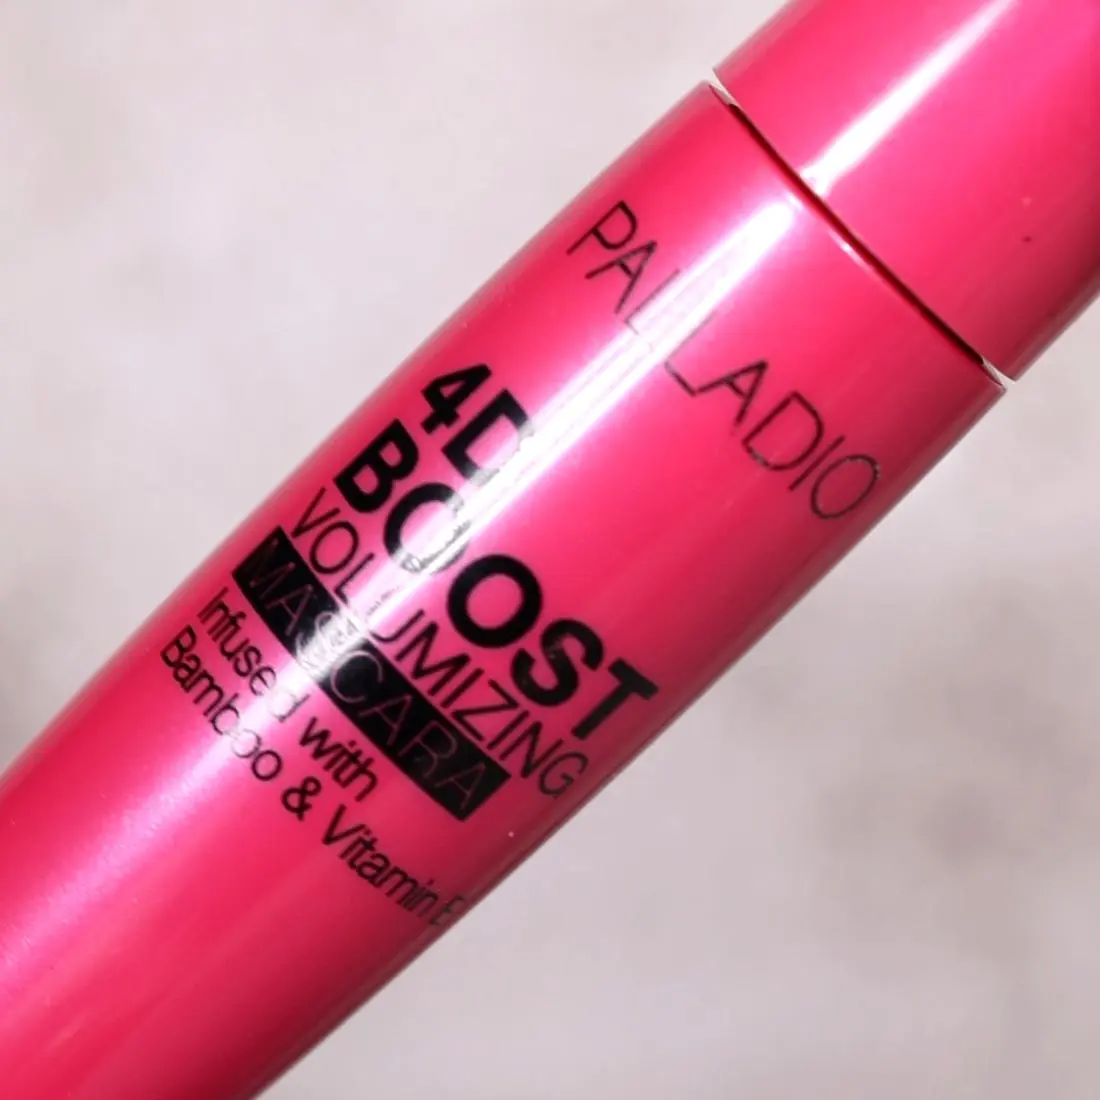 PALLADIO
4D
BOOST
VOLUMIZING
MASCARA
Infused with
Bamboo & Vitamin E